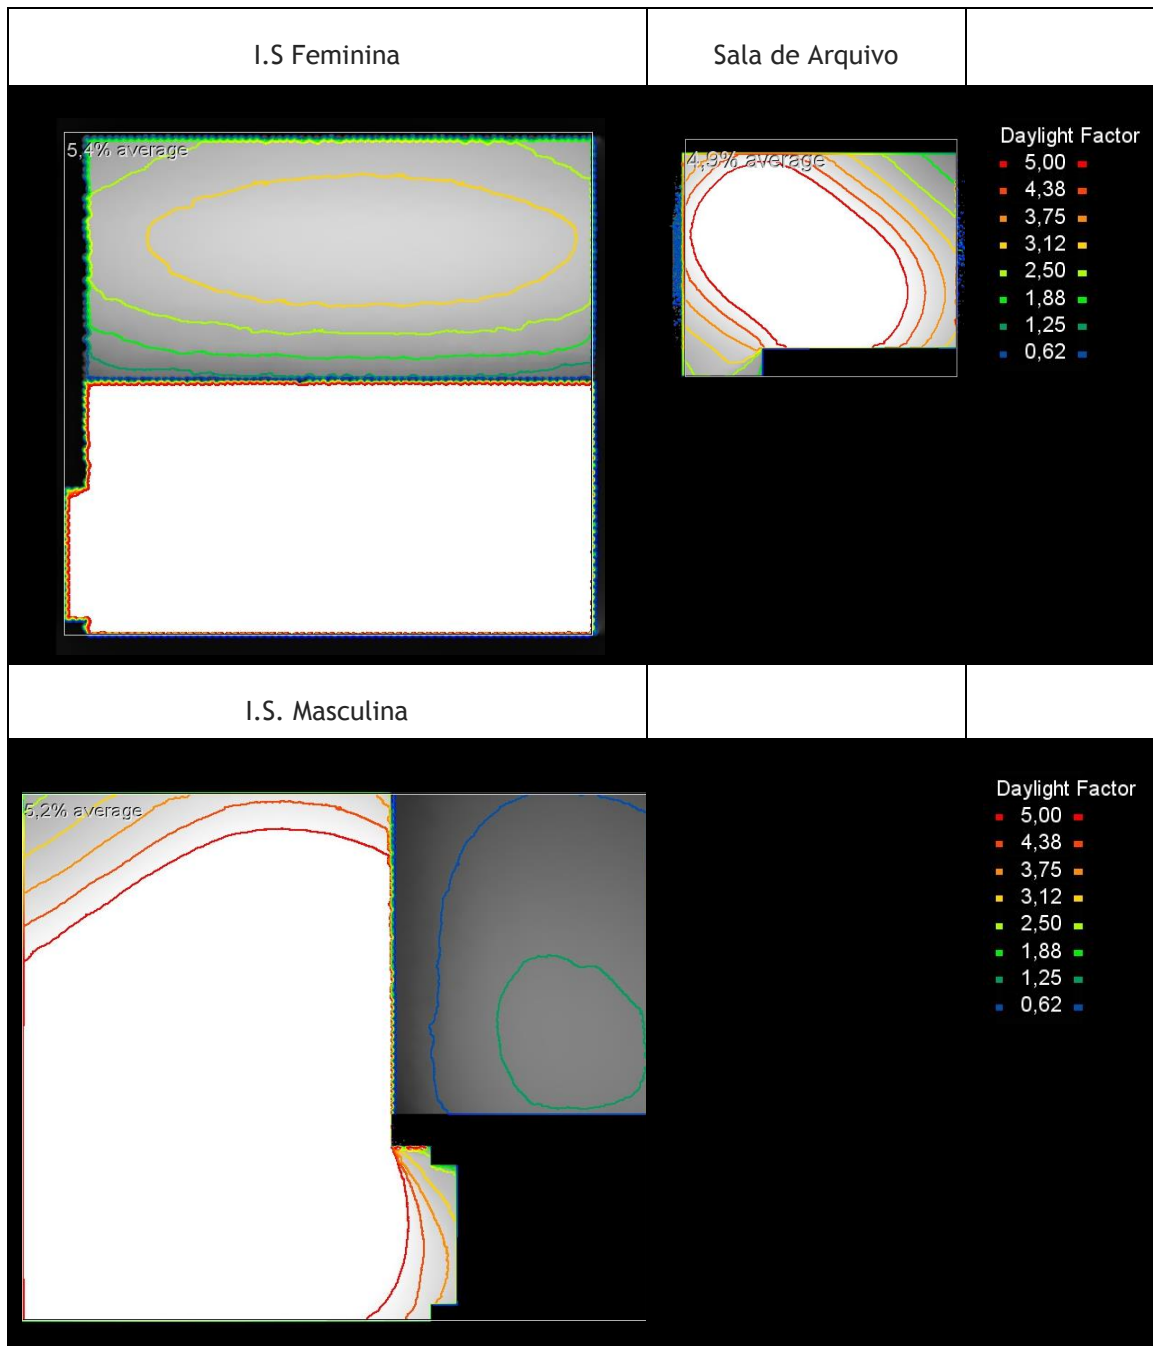 I.S Feminina
Sala de Arquivo
5,4% average
4,9% average
Daylight Factor
5,00
4,38
3,75
3,12
2,50
1,88
1,25
0,62
I.S. Masculina
5,2% average
Daylight Factor
5,00
4,38
3,75
3,12
2,50
1,88
1,25
0,62